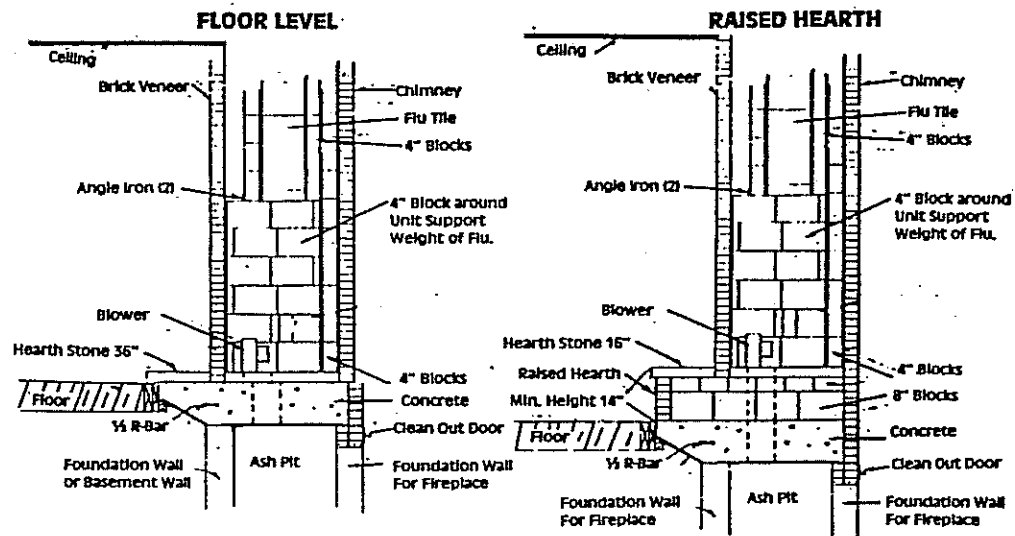 FLOOR LEVEL
Ceiling
Brick Veneer
Chimney
Flu Tile
4" Blocks
Angle Iron (2)
4" Block around
Unit Support
Weight of Flu.
Blower
Hearth Stone 36"
4" Blocks
Floor
Concrete
½ R-Bar
Clean Out Door
Foundation Wall
or Basement Wall
Ash Pit
Foundation Wall
For Fireplace
RAISED HEARTH
Ceiling
Brick Veneer
Chimney
Flu Tile
4" Blocks
Angle Iron (2)
4" Block around
Unit Support
Weight of Flu.
Blower
Hearth Stone 16"
4" Blocks
Raised Hearth
8" Blocks
Min. Height 14"
Floor
Concrete
R-Bar
Clean Out Door
Foundation Wall
For Fireplace
Ash Pit
Foundation Wall
For Fireplace